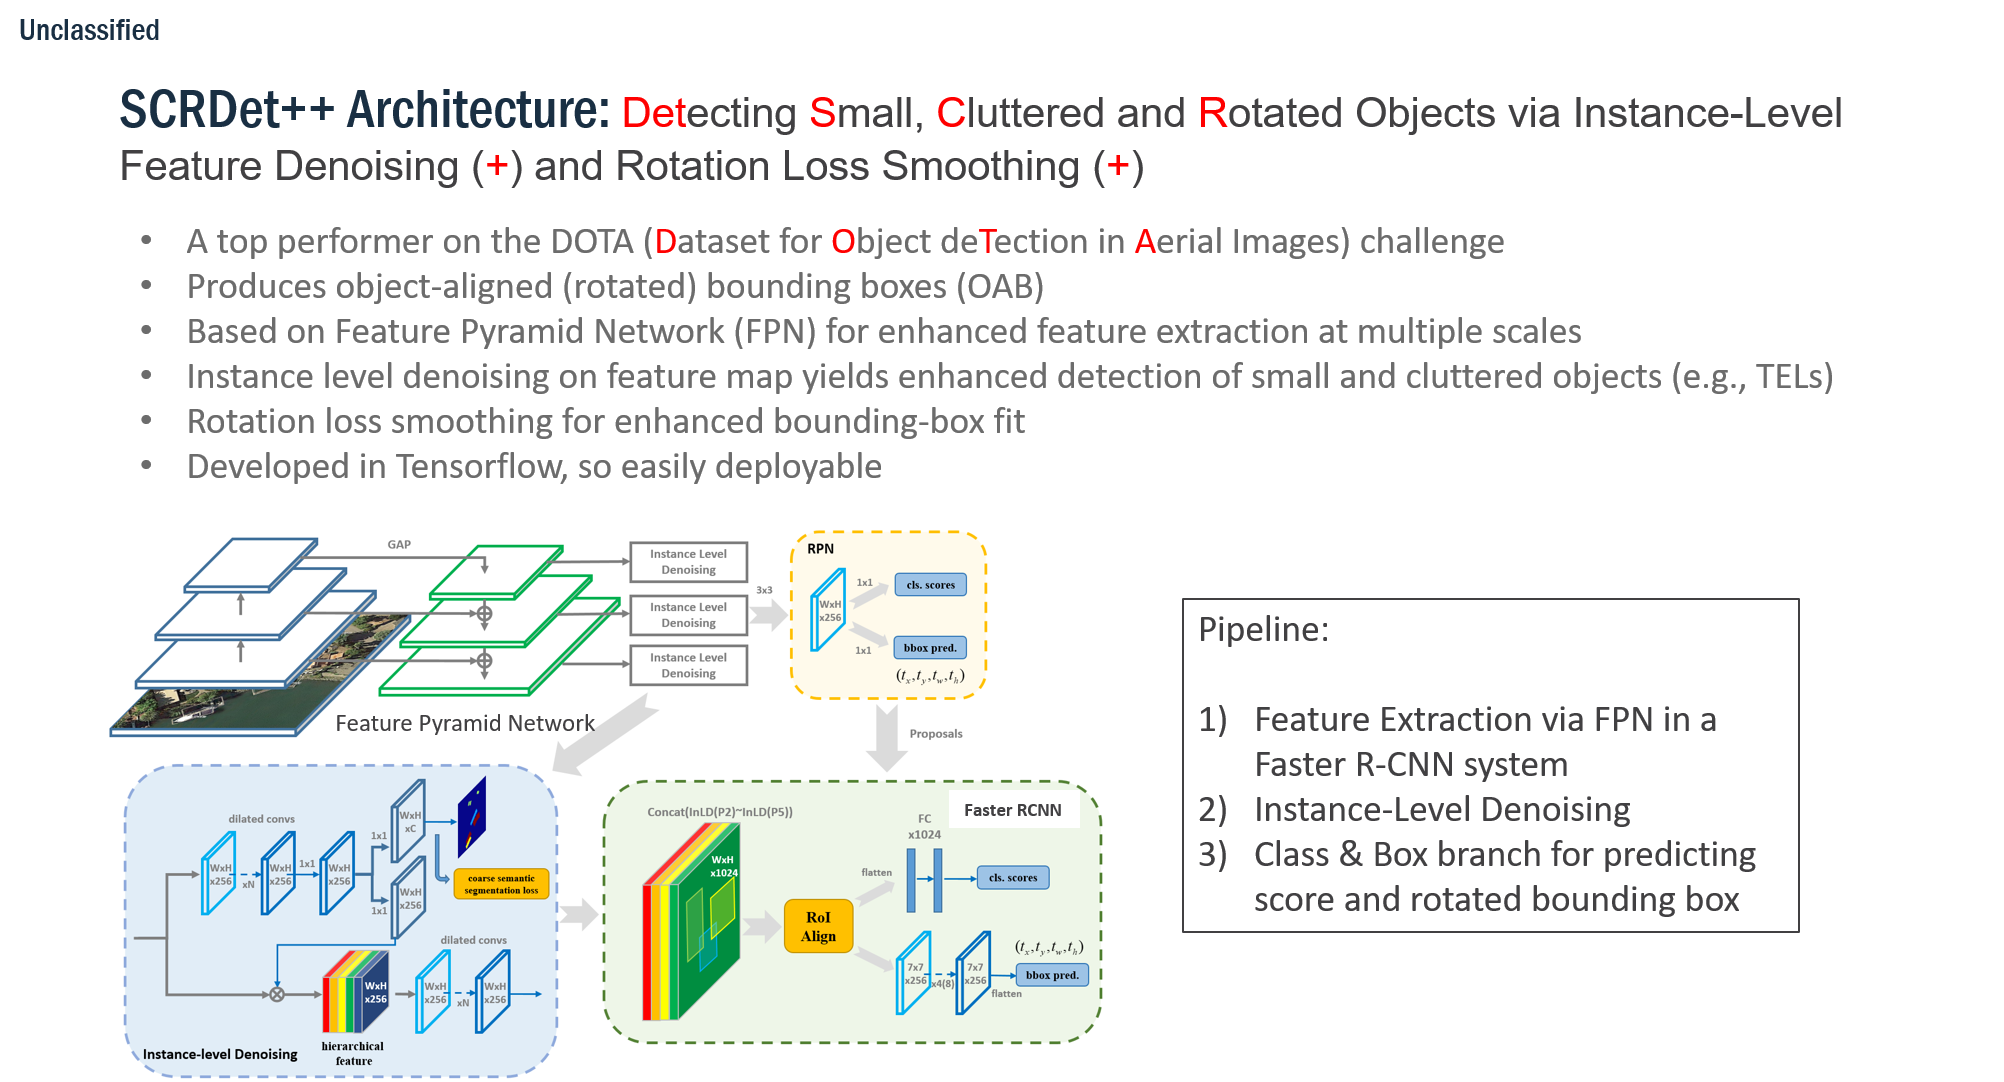 Unclassified
SCRDet++ Architecture: Detecting Small, Cluttered and Rotated Objects via Instance-Level
Feature Denoising (+) and Rotation Loss Smoothing (+)
• A top performer on the DOTA (Dataset for Object deTection in Aerial Images) challenge
• Produces object-aligned (rotated) bounding boxes (OAB)
• Based on Feature Pyramid Network (FPN) for enhanced feature extraction at multiple scales
• Instance level denoising on feature map yields enhanced detection of small and cluttered objects (e.g., TELs)
• Rotation loss smoothing for enhanced bounding-box fit
• Developed in Tensorflow, so easily deployable
GAP
Instance Level
Denoising
Instance Level
Denoising
Instance Level
Denoising
3x3
RPN
WxH
x256
1x1
1x1
cls. scores
bbox pred.
(tx,ty,tw,th)
Feature Pyramid Network
Proposals
dilated convs
WxH
x256
xN
WxH
x256
1x1
WxH
x256
1x1
1x1
WxH
xC
WxH
x256
coarse semantic
segmentation loss
WxH
x256
hierarchical
feature
dilated convs
WxH
x256
xN
WxH
x256
Instance-level Denoising
Concat(InLD(P2)~InLD(P5))
Faster RCNN
WxH
x1024
RoI
Align
flatten
FC
x1024
cls. scores
7x7
x256
x4(8)
7x7
x256
flatten
(tx,ty,tw,th)
bbox pred.
Pipeline:
1) Feature Extraction via FPN in a
Faster R-CNN system
2) Instance-Level Denoising
3) Class & Box branch for predicting
score and rotated bounding box